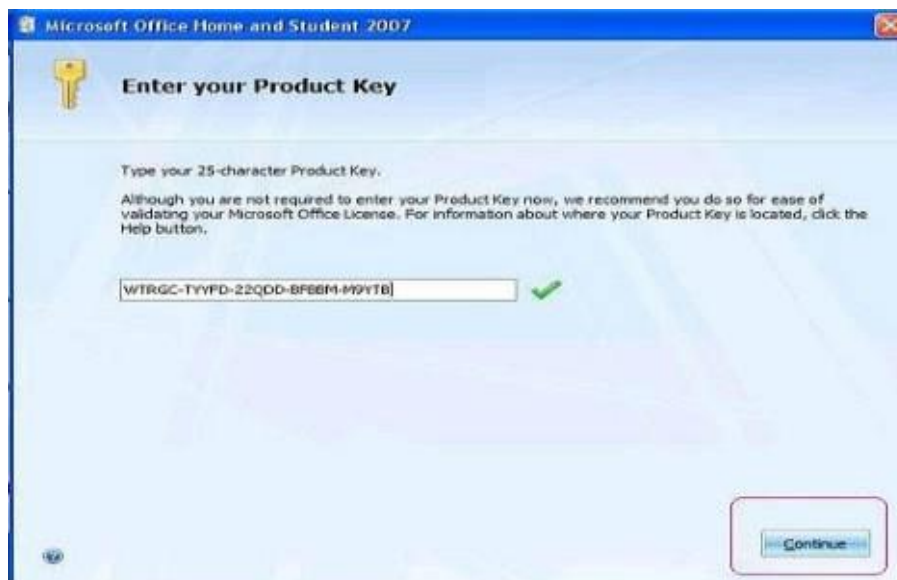 Microsoft Office Home and Student 2007
Enter your Product Key
Type your 25-character Product Key.
Although you are not required to enter your Product Key now, we recommend you do so for ease of
validating your Microsoft Office License. For information about where your Product Key is located, click the
Help button.
Continue